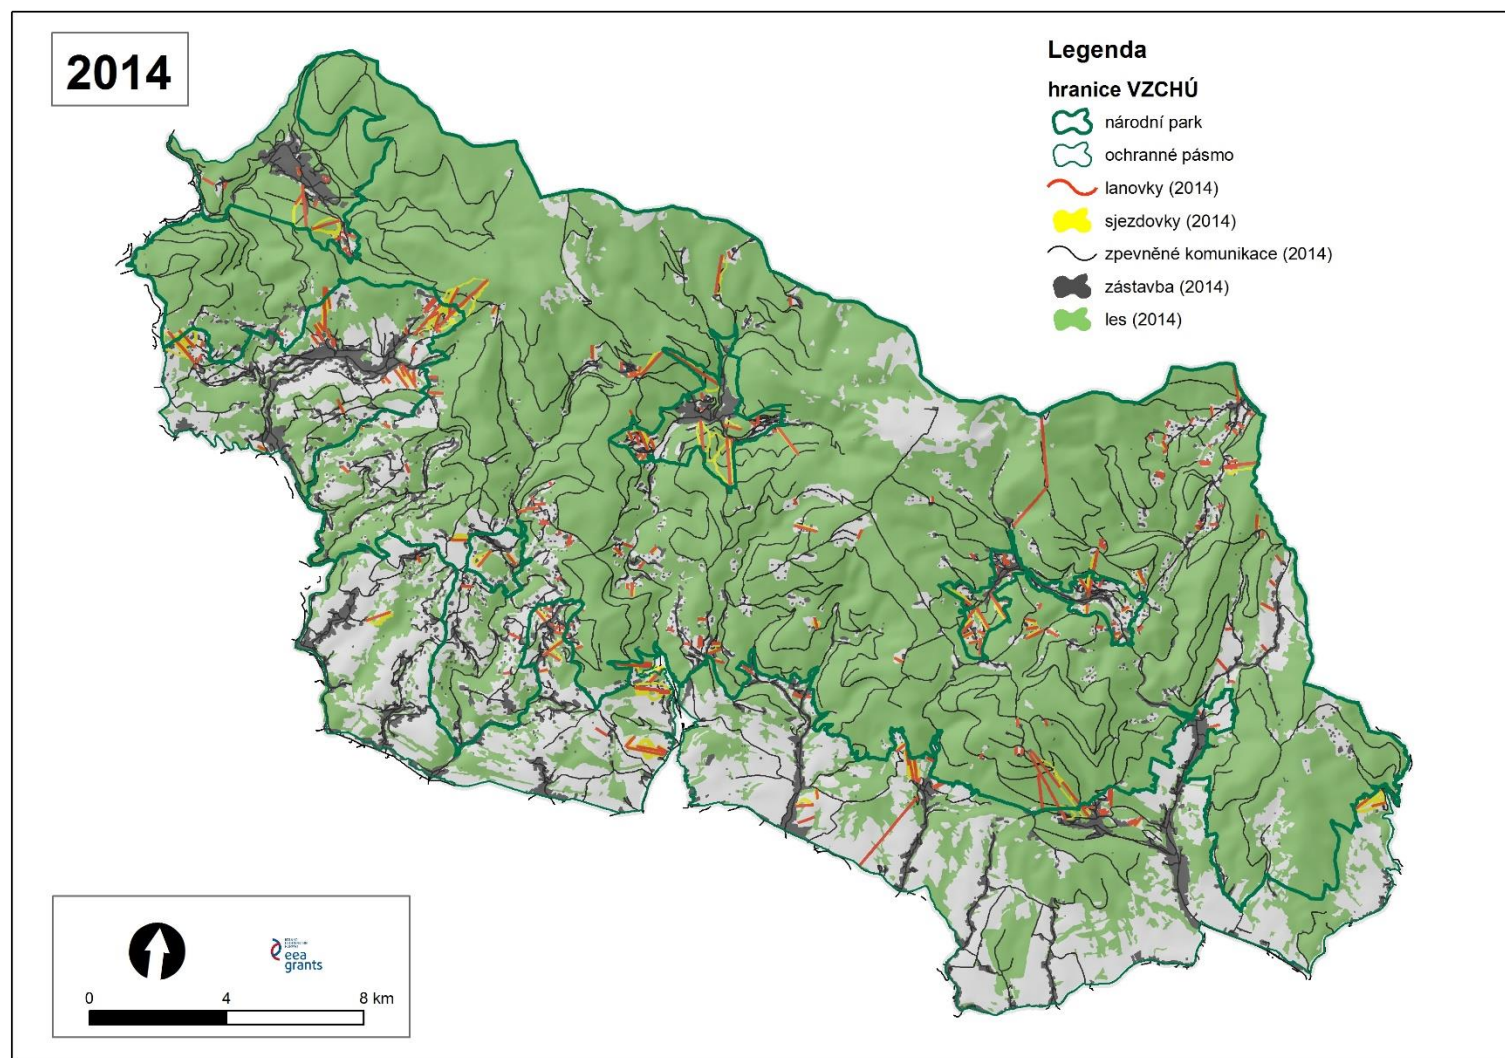 2014
Legenda
hranice VZCHÚ
národní park
ochranné pásmo
lanovky (2014)
sjezdovky (2014)
zpevněné komunikace (2014)
zástavba (2014)
les (2014)
eea
grants
0 4 8 km